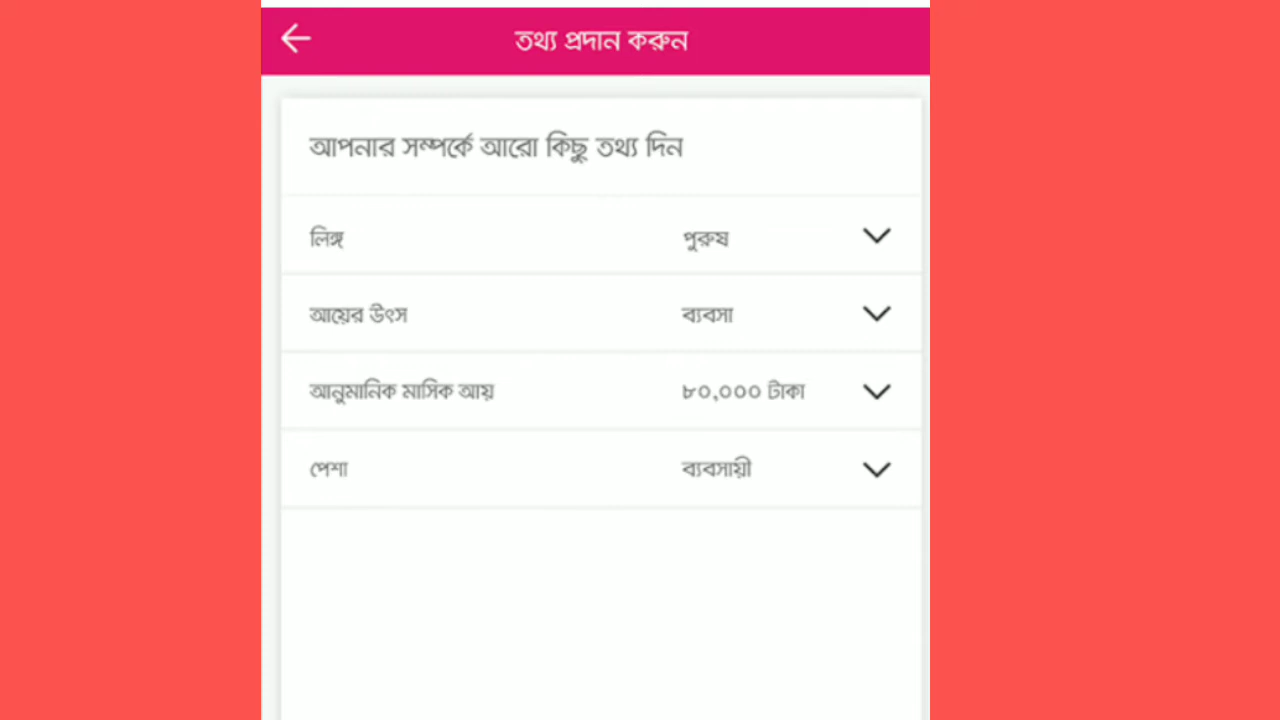 তথ্য প্রদান করুন
আপনার সম্পর্কে আরো কিছু তথ্য দিন
লিঙ্গ পুরুষ
আয়ের উৎস ব্যবসা
আনুমানিক মাসিক আয় ৮০,০০০ টাকা
পেশা ব্যবসায়ী